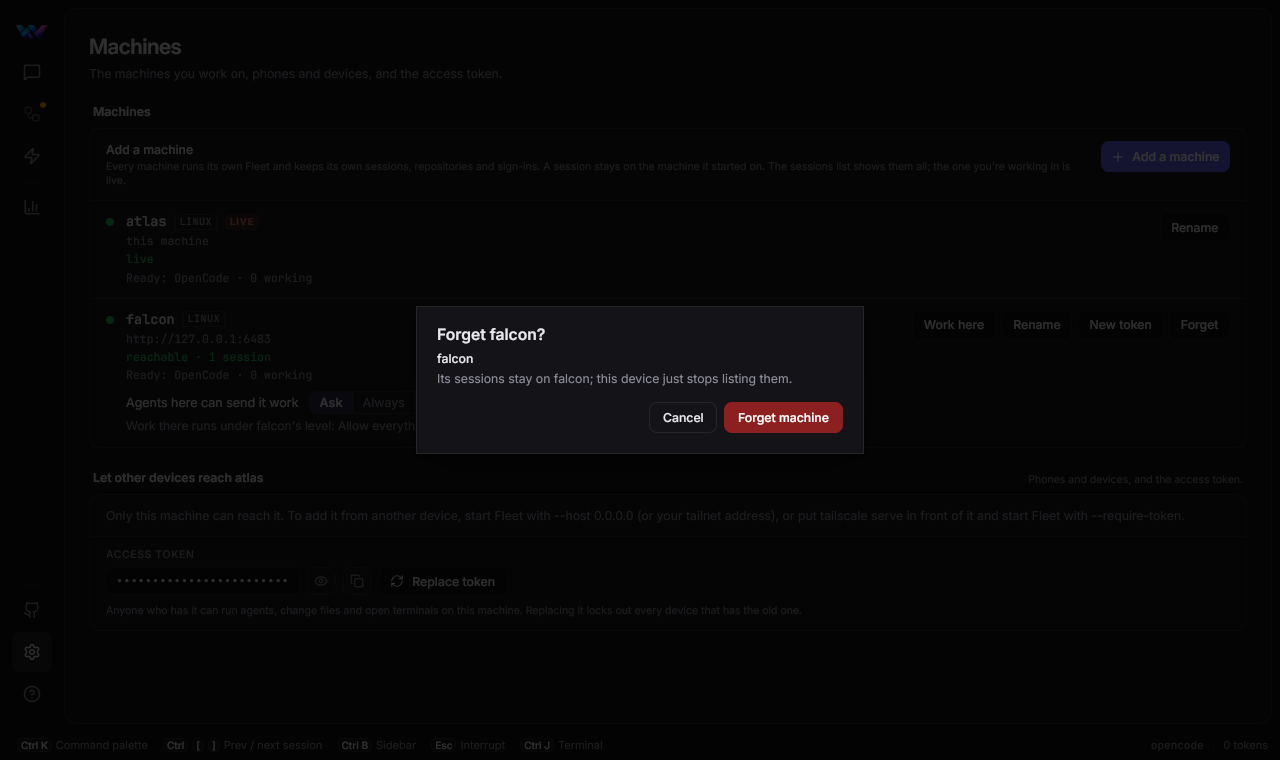 Machines
The machines you work on, phones and devices, and the access token.
Machines
Add a machine
Every machine runs its own Fleet and keeps its own sessions, repositories and sign-ins. A session stays on the machine it started on. The sessions list shows them all; the one you're working in is
live.
Add a machine
atlas LINUX LIVE
Rename
this machine
live
Ready: OpenCode · 0 working
falcon LINUX
Work here Rename New token Forget
http://127.0.0.1:6483
reachable · 1 session
Ready: OpenCode · 0 working
Agents here can send it work Ask Always
Work there runs under falcon's level: Allow everyth
Forget falcon?
falcon
Its sessions stay on falcon; this device just stops listing them.
Cancel Forget machine
Let other devices reach atlas
Phones and devices, and the access token.
Only this machine can reach it. To add it from another device, start Fleet with --host 0.0.0.0 (or your tailnet address), or put tailscale serve in front of it and start Fleet with --require-token.
ACCESS TOKEN
•••••••••••••••••••••••• Replace token
Anyone who has it can run agents, change files and open terminals on this machine. Replacing it locks out every device that has the old one.
Ctrl K Command palette Ctrl [ ] Prev / next session Ctrl B Sidebar Esc Interrupt Ctrl J Terminal
opencode 0 tokens